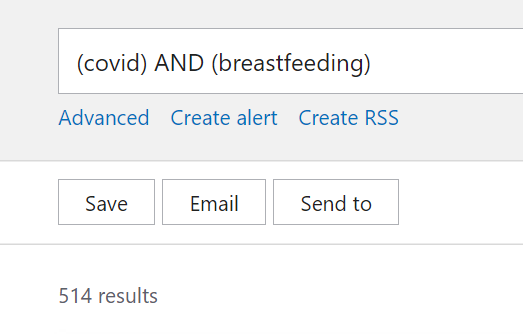 (covid) AND (breastfeeding)
Advanced Create alert Create RSS
Save Email Send to
514 results